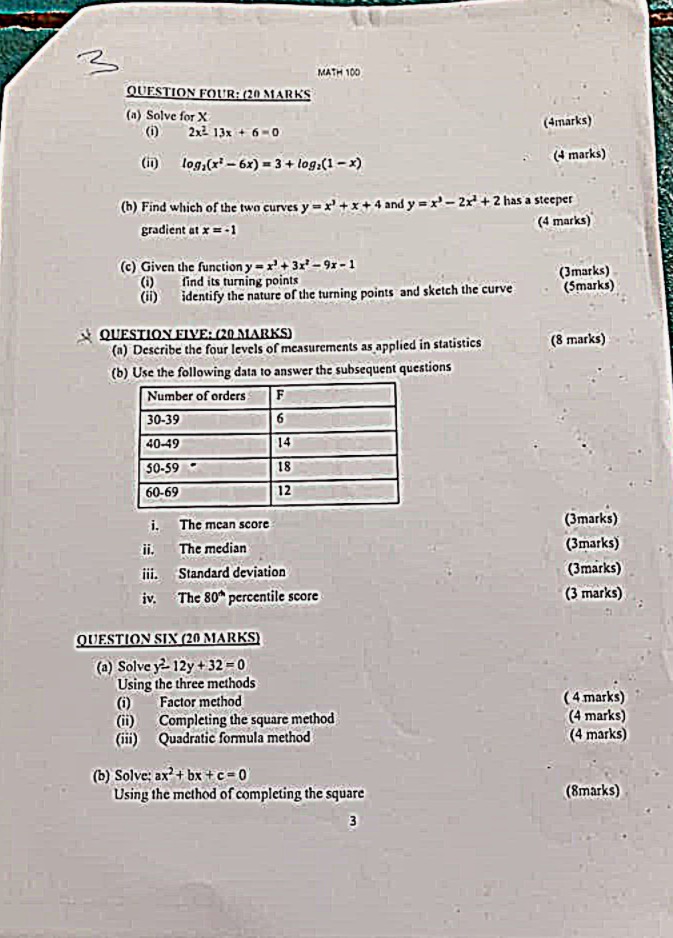 3
MATH 100
QUESTION FOUR: (20 MARKS
(a) Solve for X
(i) 2x²- 13x + 6 = 0 (4marks)
(ii) log₂(x² – 6x) = 3 + log₂(1 – x) (4 marks)
(b) Find which of the two curves y = x³ + x + 4 and y = x³ – 2x² + 2 has a steeper
gradient at x = -1 (4 marks)
(c) Given the function y = x³ + 3x² – 9x – 1
(i) find its turning points (3marks)
(ii) identify the nature of the turning points and sketch the curve (5marks)
QUESTION FIVE: (20 MARKS)
(a) Describe the four levels of measurements as applied in statistics (8 marks)
(b) Use the following data to answer the subsequent questions
Number of orders F
30-39 6
40-49 14
50-59 18
60-69 12
i. The mean score (3marks)
ii. The median (3marks)
iii. Standard deviation (3marks)
iv. The 80th percentile score (3 marks)
QUESTION SIX (20 MARKS)
(a) Solve y²- 12y + 32 = 0
Using the three methods
(i) Factor method ( 4 marks)
(ii) Completing the square method (4 marks)
(iii) Quadratic formula method (4 marks)
(b) Solve: ax² + bx + c = 0
Using the method of completing the square (8marks)
3